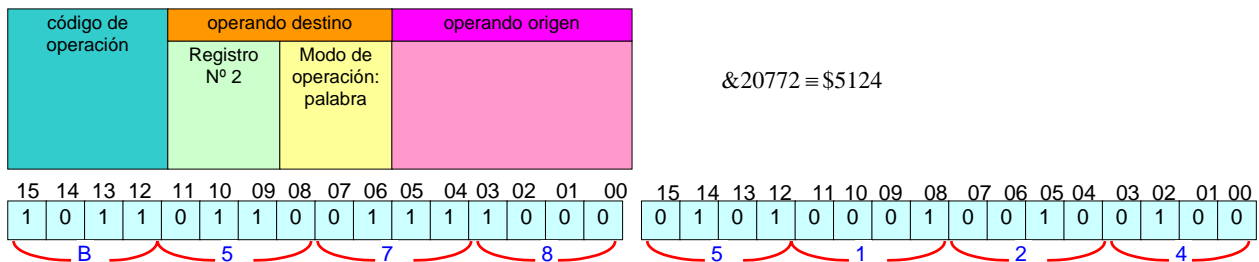 código de operación
operando destino
operando origen
Registro Nº 2
Modo de operación: palabra
&20772 ≡ $5124
15 14 13 12 11 10 09 08 07 06 05 04 03 02 01 00
1 0 1 1 0 1 1 0 0 1 1 1 1 0 0 0
B 5 7 8
15 14 13 12 11 10 09 08 07 06 05 04 03 02 01 00
0 1 0 1 0 0 0 1 0 0 1 0 0 1 0 0
5 1 2 4